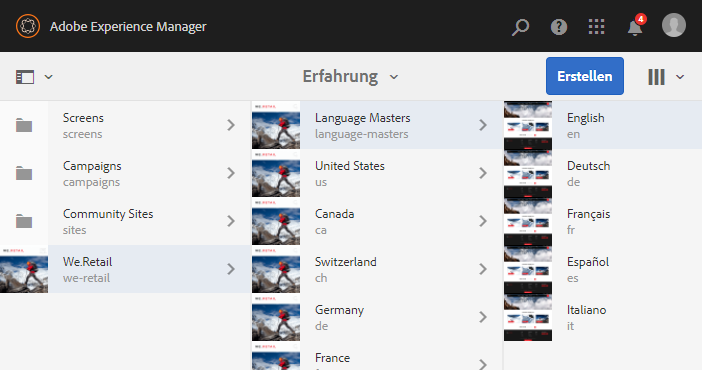 Adobe Experience Manager
4
Erfahrung
Erstellen
Screens
screens
Campaigns
campaigns
Community Sites
sites
We.Retail
we-retail
Language Masters
language-masters
United States
us
Canada
ca
Switzerland
ch
Germany
de
France
English
en
Deutsch
de
Français
fr
Español
es
Italiano
it